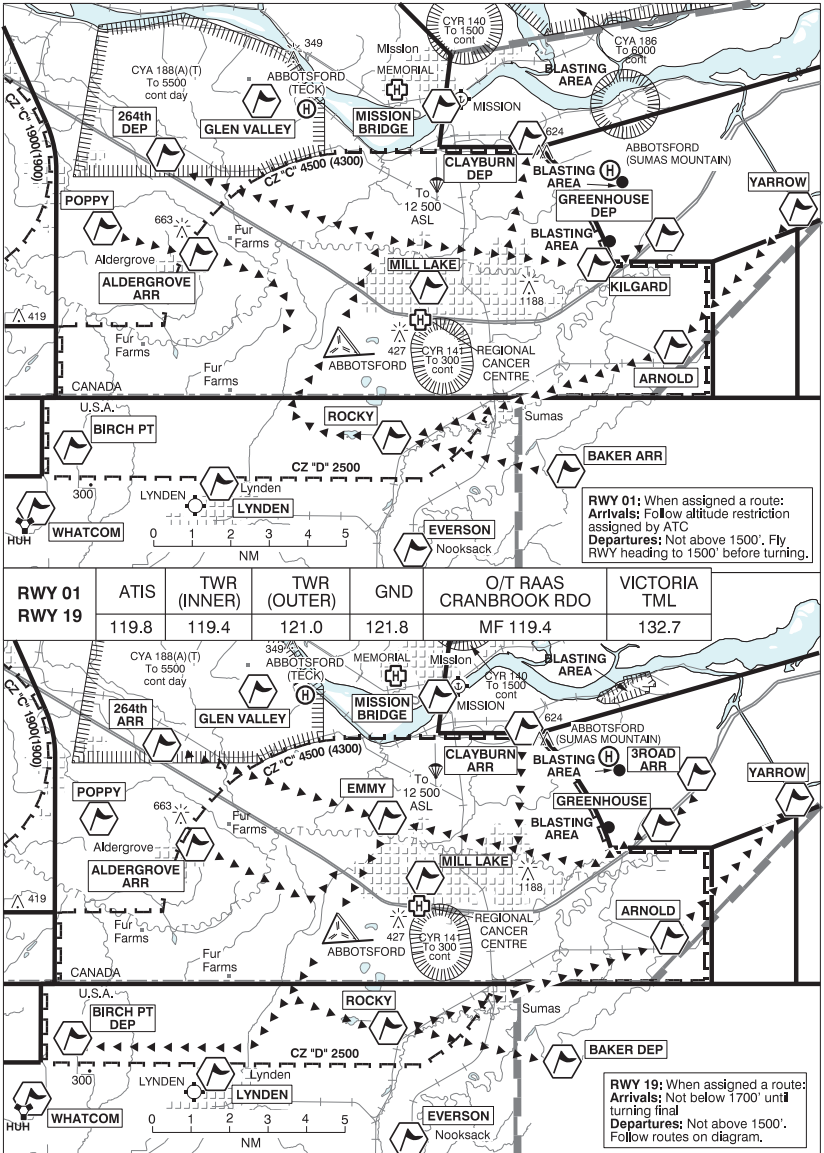 CYR 140
To 1500
cont
CYA 186
To 6000
cont
349
Mission
MEMORIAL
H
BLASTING
AREA
CYA 188(A)(T)
To 5500
cont day
ABBOTSFORD
(TECK)
H
CZ "C" 1900(1900)
264th
DEP
GLEN VALLEY
MISSION
BRIDGE
MISSION
624
ABBOTSFORD
(SUMAS MOUNTAIN)
CZ "C" 4500 (4300)
CLAYBURN
DEP
BLASTING
AREA
H
YARROW
To
12 500
ASL
GREENHOUSE
DEP
POPPY
663
Fur
Farms
BLASTING
AREA
Aldergrove
ALDERGROVE
ARR
MILL LAKE
KILGARD
1188
419
H
Fur
Farms
427
CYR 141
To 300
cont
REGIONAL
CANCER
CENTRE
ABBOTSFORD
Fur
Farms
ARNOLD
CANADA
U.S.A.
ROCKY
Sumas
BIRCH PT
BAKER ARR
CZ "D" 2500
300
LYNDEN
Lynden
LYNDEN
WHATCOM
HUH
0 1 2 3 4 5
NM
EVERSON
Nooksack
RWY 01: When assigned a route:
Arrivals: Follow altitude restriction
assigned by ATC
Departures: Not above 1500'. Fly
RWY heading to 1500' before turning.
RWY 01
RWY 19
ATIS
TWR
(INNER)
TWR
(OUTER)
GND
O/T RAAS
CRANBROOK RDO
VICTORIA
TML
119.8
119.4
121.0
121.8
MF 119.4
132.7
CYA 188(A)(T)
To 5500
cont day
349
ABBOTSFORD
(TECK)
H
MEMORIAL
H
Mission
CYR 140
To 1500
cont
BLASTING
AREA
CZ "C" 1900(1900)
264th
ARR
GLEN VALLEY
MISSION
BRIDGE
MISSION
624
ABBOTSFORD
(SUMAS MOUNTAIN)
CZ "C" 4500 (4300)
CLAYBURN
ARR
BLASTING
AREA
H
3ROAD
ARR
YARROW
To
12 500
ASL
EMMY
GREENHOUSE
POPPY
663
Fur
Farms
BLASTING
AREA
Aldergrove
ALDERGROVE
ARR
MILL LAKE
1188
419
H
Fur
Farms
427
CYR 141
To 300
cont
REGIONAL
CANCER
CENTRE
ABBOTSFORD
ARNOLD
Fur
Farms
CANADA
U.S.A.
ROCKY
Sumas
BIRCH PT
DEP
BAKER DEP
CZ "D" 2500
300
LYNDEN
Lynden
LYNDEN
WHATCOM
HUH
0 1 2 3 4 5
NM
EVERSON
Nooksack
RWY 19: When assigned a route:
Arrivals: Not below 1700' until
turning final
Departures: Not above 1500'.
Follow routes on diagram.